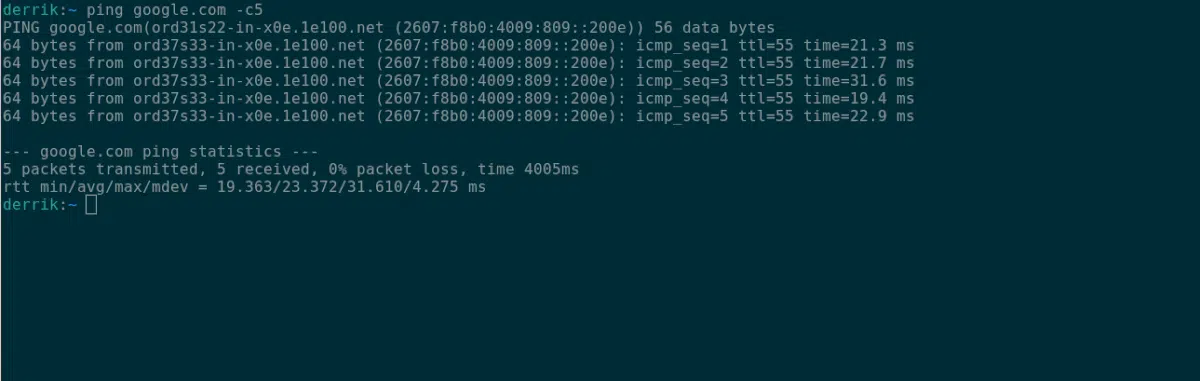 derrik:~ ping google.com -c5
PING google.com(ord31s22-in-x0e.1e100.net (2607:f8b0:4009:809::200e)) 56 data bytes
64 bytes from ord37s33-in-x0e.1e100.net (2607:f8b0:4009:809::200e): icmp_seq=1 ttl=55 time=21.3 ms
64 bytes from ord37s33-in-x0e.1e100.net (2607:f8b0:4009:809::200e): icmp_seq=2 ttl=55 time=21.7 ms
64 bytes from ord37s33-in-x0e.1e100.net (2607:f8b0:4009:809::200e): icmp_seq=3 ttl=55 time=31.6 ms
64 bytes from ord37s33-in-x0e.1e100.net (2607:f8b0:4009:809::200e): icmp_seq=4 ttl=55 time=19.4 ms
64 bytes from ord37s33-in-x0e.1e100.net (2607:f8b0:4009:809::200e): icmp_seq=5 ttl=55 time=22.9 ms
--- google.com ping statistics ---
5 packets transmitted, 5 received, 0% packet loss, time 4005ms
rtt min/avg/max/mdev = 19.363/23.372/31.610/4.275 ms
derrik:~